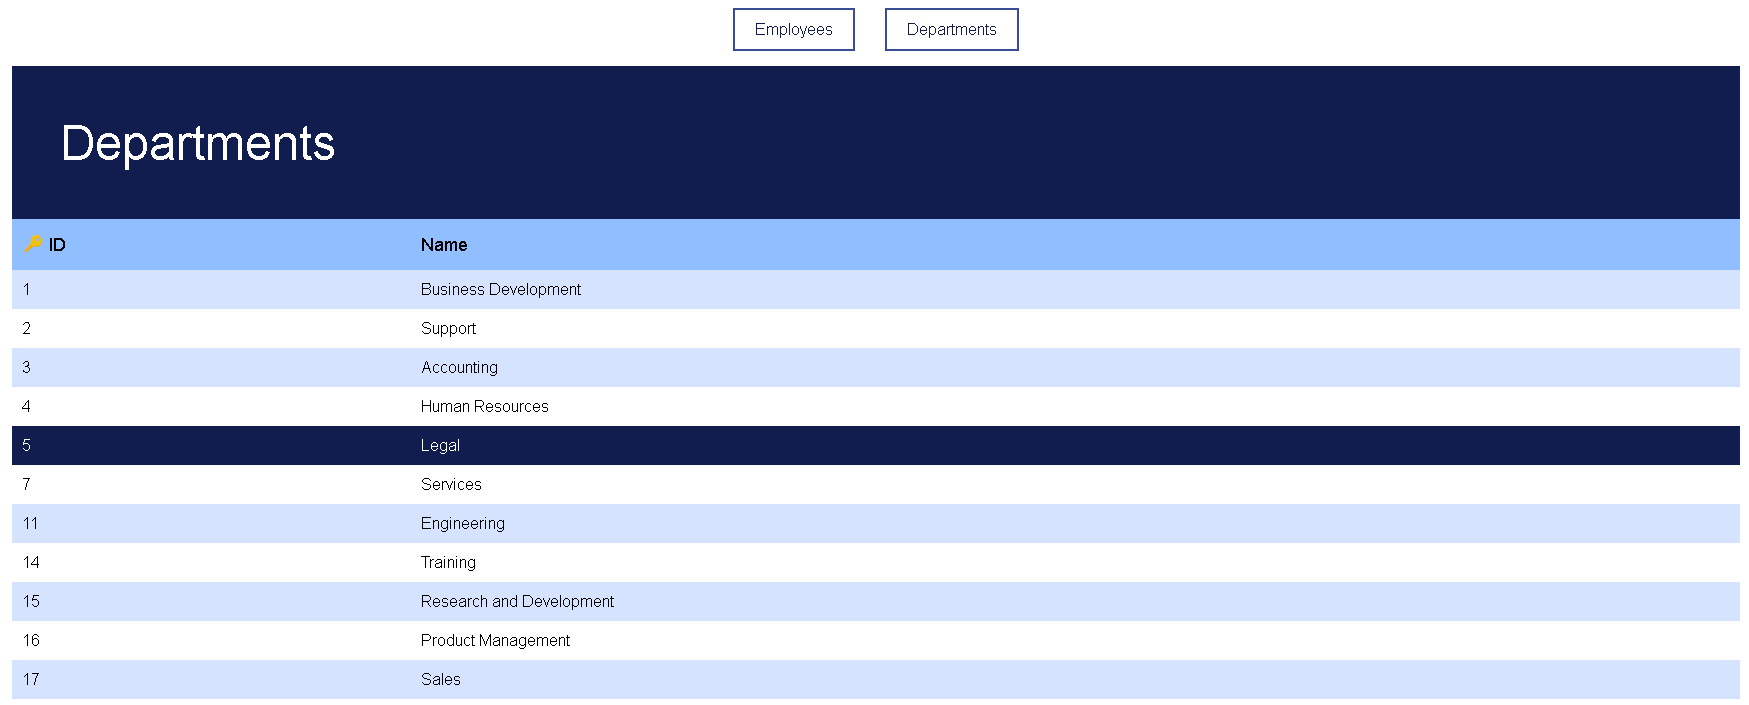 Employees Departments
Departments
ID Name
1 Business Development
2 Support
3 Accounting
4 Human Resources
5 Legal
7 Services
11 Engineering
14 Training
15 Research and Development
16 Product Management
17 Sales